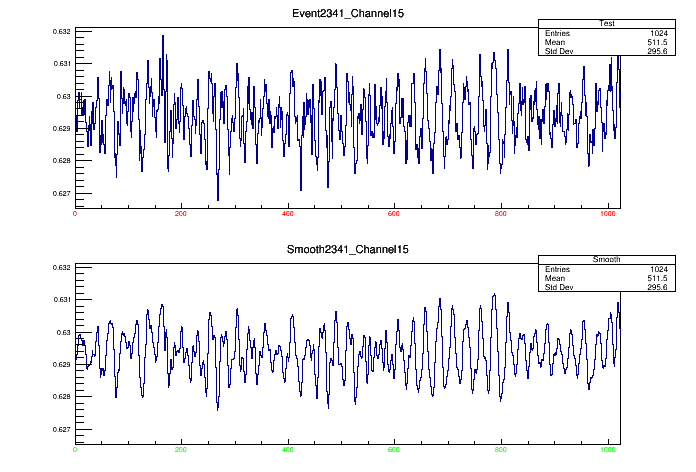 Event2341_Channel15
Test
Entries 1024
Mean 511.5
Std Dev 295.6
0.632
0.631
0.63
0.629
0.628
0.627
0 200 400 600 800 1000
Smooth2341_Channel15
Smooth
Entries 1024
Mean 511.5
Std Dev 295.6
0.632
0.631
0.63
0.629
0.628
0.627
0 200 400 600 800 1000